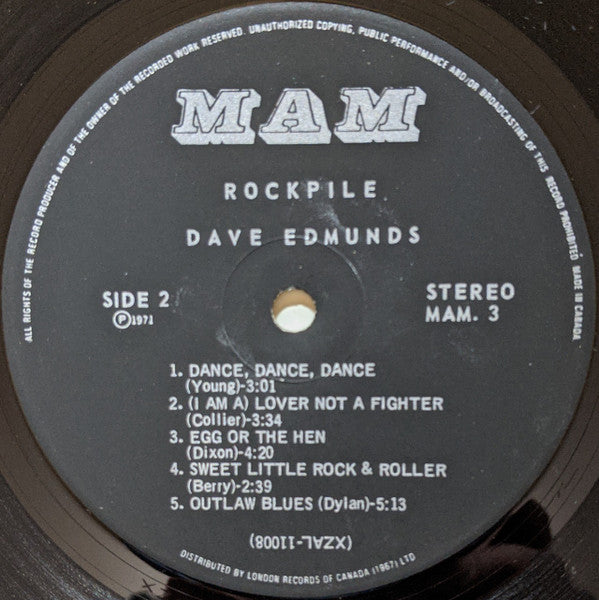 ALL RIGHTS OF THE RECORD PRODUCER AND OF THE OWNER OF THE RECORDED WORK RESERVED. UNAUTHORIZED COPYING, PUBLIC PERFORMANCE AND/OR BROADCASTING OF THIS RECORD PROHIBITED MADE IN CANADA
MAM
ROCKPILE
DAVE EDMUNDS
SIDE 2
℗1971
STEREO
MAM. 3
1. DANCE, DANCE, DANCE
(Young)-3:01
2. (I AM A) LOVER NOT A FIGHTER
(Collier)-3:34
3. EGG OR THE HEN
(Dixon)-4:20
4. SWEET LITTLE ROCK & ROLLER
(Berry)-2:39
5. OUTLAW BLUES (Dylan)-5:13
(XZAL-11008)
DISTRIBUTED BY LONDON RECORDS OF CANADA (1967) LTD